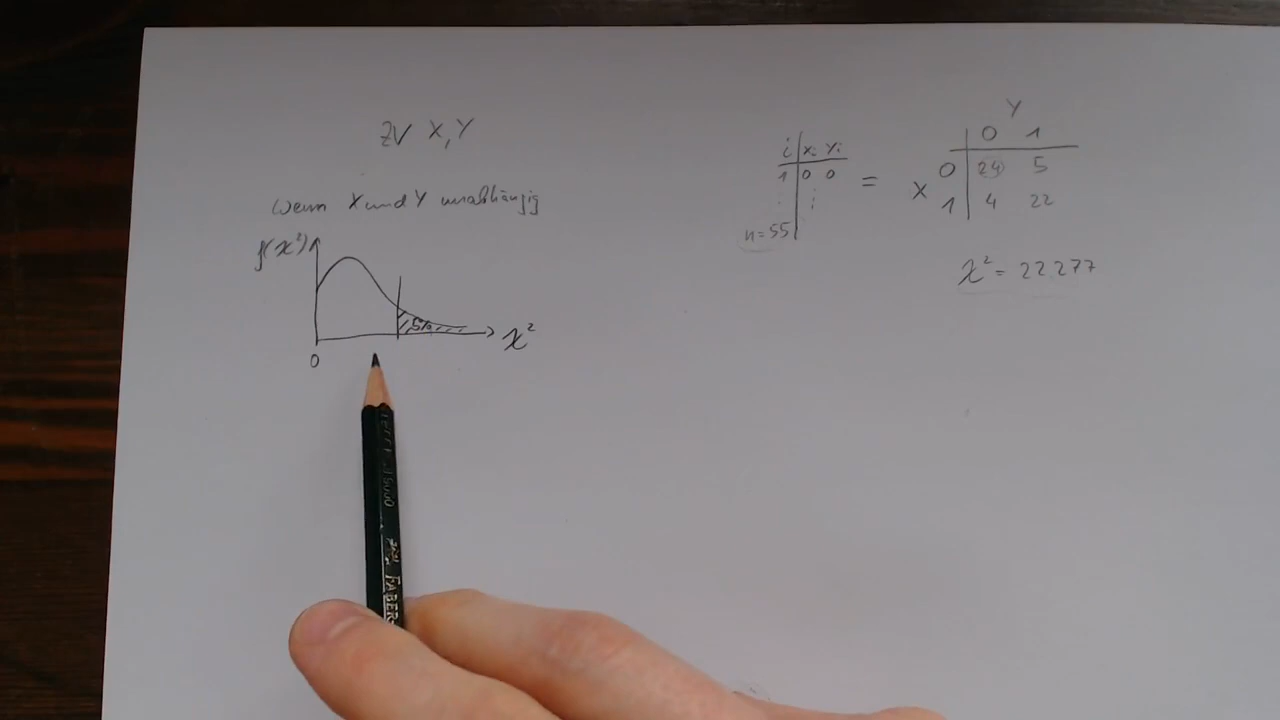 ZV X, Y
Wenn X und Y unabhängig
f(χ²)
5%
χ²
0
i xi yi
1 0 0
⋮ ⋮
n=55
=
Y
0 1
X
0 24 5
1 4 22
χ² = 22.277
FABER